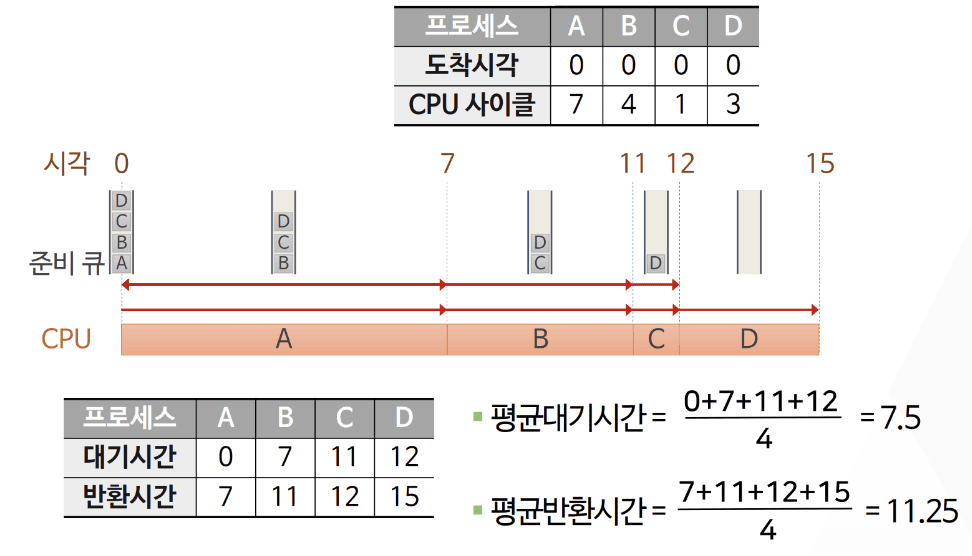 프로세스 A B C D
도착시각 0 0 0 0
CPU 사이클 7 4 1 3
시각 0 7 11 12 15
D
C D
B C D
준비 큐 A B C D
CPU A B C D
프로세스 A B C D
대기시간 0 7 11 12
반환시간 7 11 12 15
▪ 평균대기시간 = 0+7+11+12 / 4 = 7.5
▪ 평균반환시간 = 7+11+12+15 / 4 = 11.25